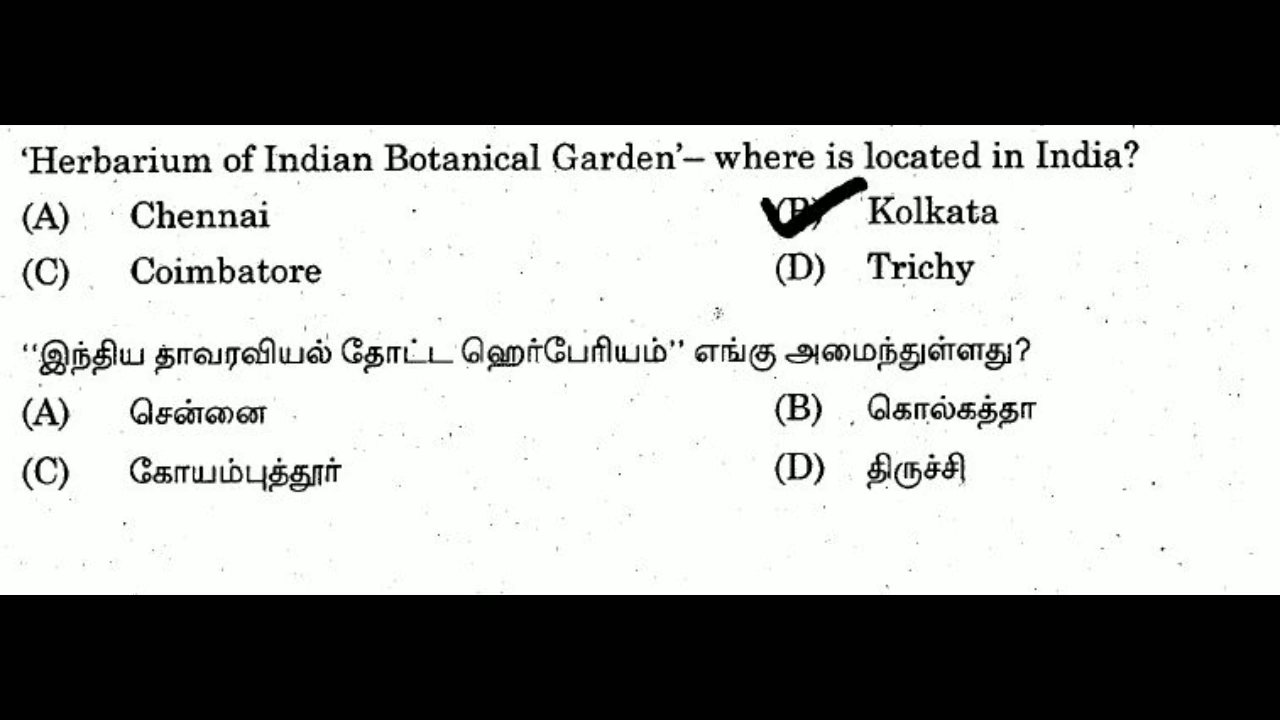 ‘Herbarium of Indian Botanical Garden’– where is located in India?
(A) Chennai (B) Kolkata
(C) Coimbatore (D) Trichy
‘‘இந்திய தாவரவியல் தோட்ட ஹெர்பேரியம்’’ எங்கு அமைந்துள்ளது?
(A) சென்னை (B) கொல்கத்தா
(C) கோயம்புத்தூர் (D) திருச்சி